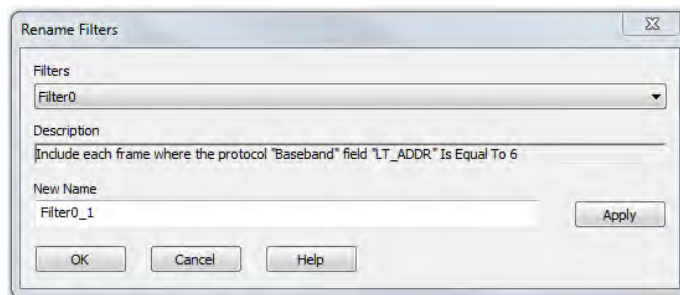 Rename Filters
Filters
Filter0
Description
Include each frame where the protocol "Baseband" field "LT_ADDR" Is Equal To 6
New Name
Filter0_1
Apply
OK
Cancel
Help